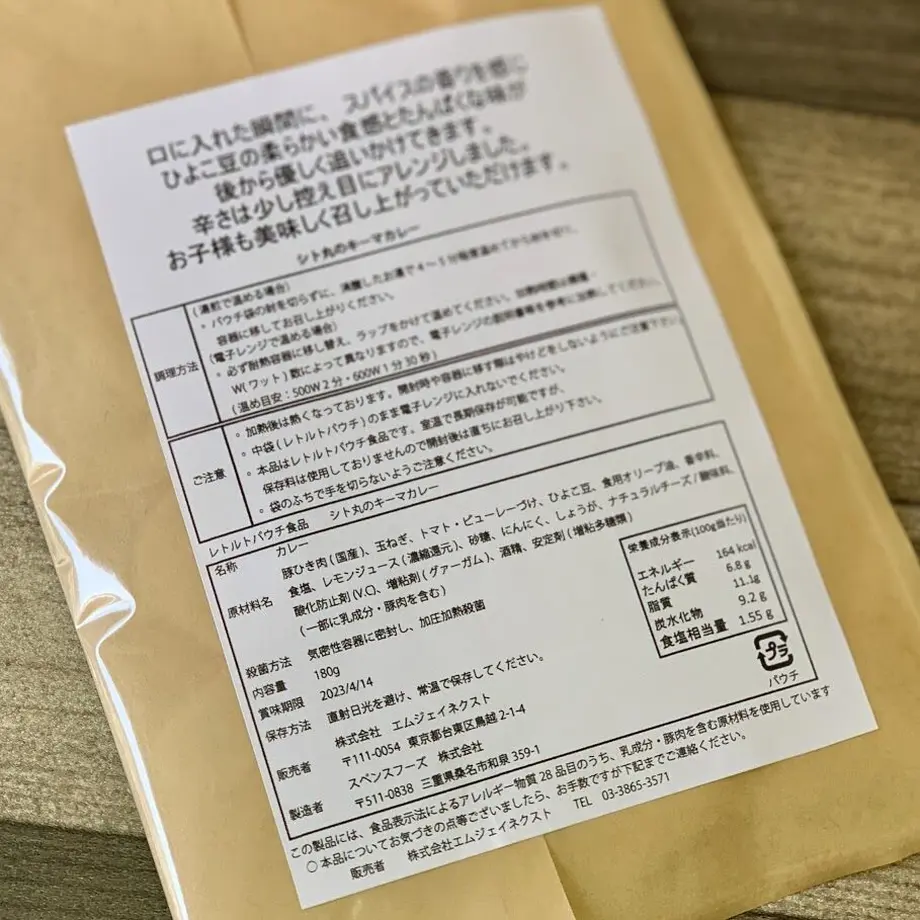 口に入れた瞬間に、スパイスの香りを感じ
ひよこ豆の柔らかい食感とたんぱくな味が
後から優しく追いかけてきます。
辛さは少し控え目にアレンジしました。
お子様も美味しく召し上がっていただけます。
シト丸のキーマカレー
調理方法
(湯煎で温める場合)
。パウチ袋の封を切らずに、沸騰したお湯で4〜5分程度温めてから封を切り、
容器に移してお召し上がりください。
(電子レンジで温める場合)
。必ず耐熱容器に移し替え、ラップをかけて温めてください。加熱時間は機種・
W(ワット)数によって異なりますので、電子レンジの説明書等を参考に加熱してください。
(温め目安：500W 2分・600W 1分30秒)
ご注意
。加熱後は熱くなっております。開封時や容器に移す際はやけどをしないようにご注意下さい
。中袋(レトルトパウチ)のまま電子レンジに入れないでください。
。本品はレトルトパウチ食品です。室温で長期保存が可能ですが、
保存料は使用しておりませんので開封後は直ちにお召し上がり下さい。
。袋のふちで手を切らないようご注意ください。
レトルトパウチ食品 シト丸のキーマカレー
名称 カレー
原材料名 豚ひき肉(国産)、玉ねぎ、トマト・ピューレーづけ、ひよこ豆、食用オリーブ油、香辛料、
食塩、レモンジュース(濃縮還元)、砂糖、にんにく、しょうが、ナチュラルチーズ/酸味料、
酸化防止剤(V.C)、増粘剤(グァーガム)、酒精、安定剤(増粘多糖類)
(一部に乳成分・豚肉を含む)
殺菌方法 気密性容器に密封し、加圧加熱殺菌
内容量 180g
賞味期限 2023/4/14
保存方法 直射日光を避け、常温で保存してください。
販売者 株式会社 エムジェイネクスト
〒111-0054 東京都台東区鳥越 2-1-4
製造者 スペンスフーズ 株式会社
〒511-0838 三重県桑名市和泉 359-1
栄養成分表示(100g当たり)
エネルギー 164 kcal
たんぱく質 6.8 g
脂質 11.1g
炭水化物 9.2 g
食塩相当量 1.55 g
プラ
パウチ
この製品には、食品表示法によるアレルギー物質28品目のうち、乳成分・豚肉を含む原材料を使用しています
○本品についてお気づきの点等ございましたら、お手数ですが下記までご連絡ください。
販売者 株式会社エムジェイネクスト TEL 03-3865-3571